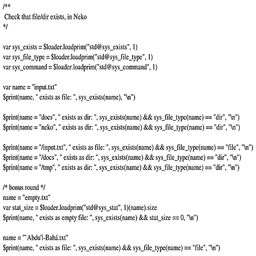 /**
Check that file/dir exists, in Neko
*/
var sys_exists = $loader.loadprim("std@sys_exists", 1)
var sys_file_type = $loader.loadprim("std@sys_file_type", 1)
var sys_command = $loader.loadprim("std@sys_command", 1)
var name = "input.txt"
$print(name, " exists as file: ", sys_exists(name), "\n")
$print(name = "docs", " exists as dir: ", sys_exists(name) && sys_file_type(name) == "dir", "\n")
$print(name = "neko", " exists as dir: ", sys_exists(name) && sys_file_type(name) == "dir", "\n")
$print(name = "/input.txt", " exists as file: ", sys_exists(name) && sys_file_type(name) == "file", "\n")
$print(name = "/docs", " exists as dir: ", sys_exists(name) && sys_file_type(name) == "dir", "\n")
$print(name = "/tmp", " exists as dir: ", sys_exists(name) && sys_file_type(name) == "dir", "\n")
/* bonus round */
name = "empty.txt"
var stat_size = $loader.loadprim("std@sys_stat", 1)(name).size
$print(name, " exists as empty file: ", sys_exists(name) && stat_size == 0, "\n")
name = "`Abdu'l-Bahá.txt"
$print(name, " exists as file: ", sys_exists(name) && sys_file_type(name) == "file", "\n")